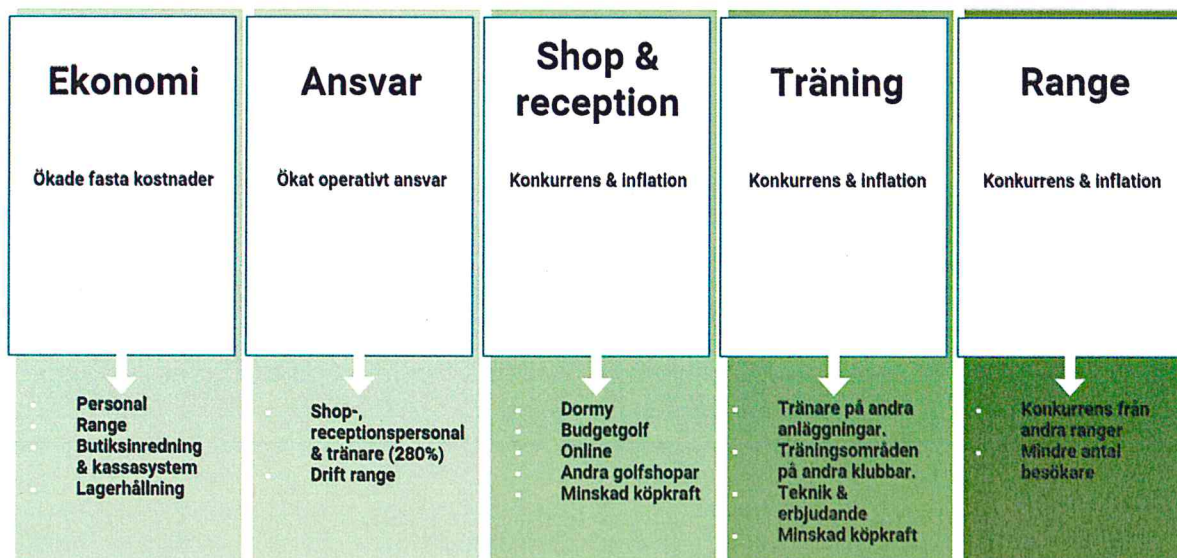 Ekonomi
Ökade fasta kostnader
Personal
Range
Butiksinredning
& kassasystem
Lagerhållning
Ansvar
Ökat operativt ansvar
Shop-,
receptionspersonal
& tränare (280%)
Drift range
Shop &
reception
Konkurrens & inflation
Dormy
Budgetgolf
Online
Andra golfshopar
Minskad köpkraft
Träning
Konkurrens & inflation
Tränare på andra
anläggningar.
Träningsområden
på andra klubbar.
Teknik &
erbjudande
Minskad köpkraft
Range
Konkurrens & inflation
Konkurrens från
andra ranger
Mindre antal
besökare